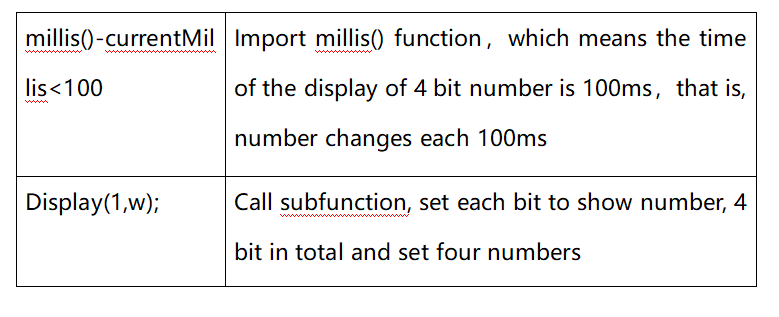 millis()-currentMil
lis<100
Import millis() function，which means the time
of the display of 4 bit number is 100ms，that is,
number changes each 100ms
Display(1,w);
Call subfunction, set each bit to show number, 4
bit in total and set four numbers